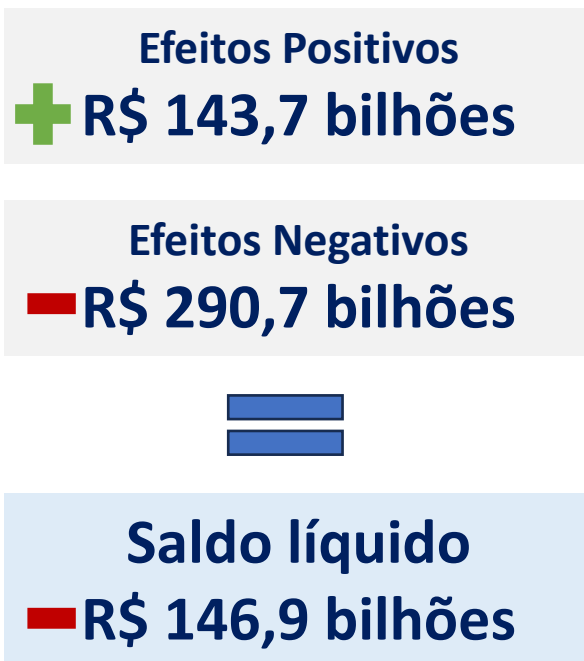 Efeitos Positivos
+ R$ 143,7 bilhões
Efeitos Negativos
- R$ 290,7 bilhões
=
Saldo líquido
- R$ 146,9 bilhões